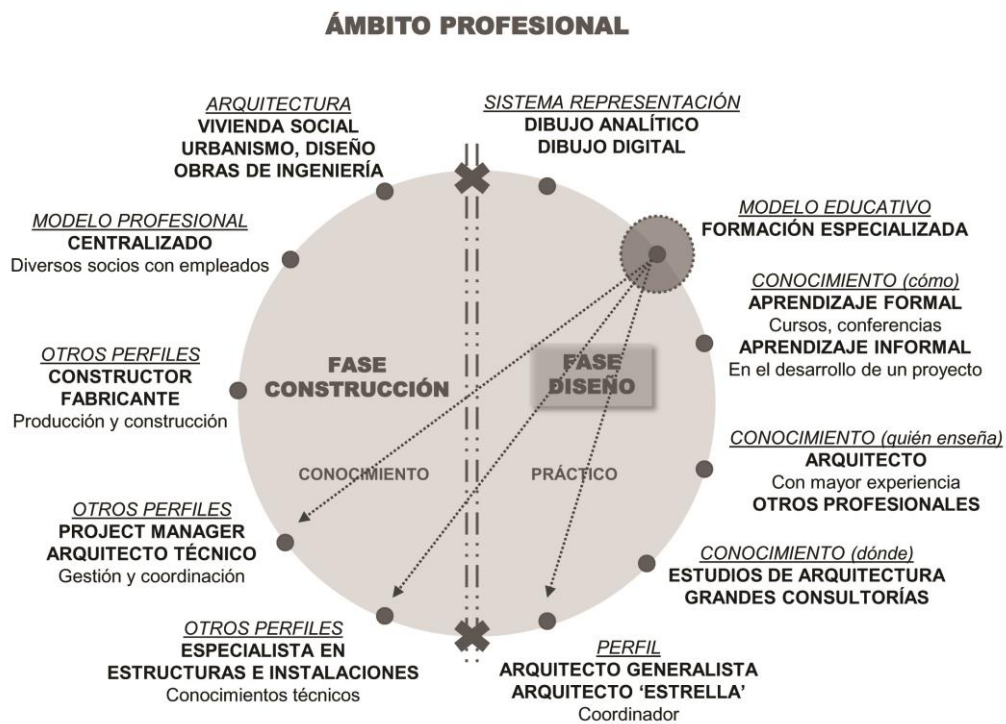 ÁMBITO PROFESIONAL
ARQUITECTURA
VIVIENDA SOCIAL
URBANISMO, DISEÑO
OBRAS DE INGENIERÍA
SISTEMA REPRESENTACIÓN
DIBUJO ANALÍTICO
DIBUJO DIGITAL
MODELO PROFESIONAL
CENTRALIZADO
Diversos socios con empleados
MODELO EDUCATIVO
FORMACIÓN ESPECIALIZADA
CONOCIMIENTO (cómo)
APRENDIZAJE FORMAL
Cursos, conferencias
APRENDIZAJE INFORMAL
En el desarrollo de un proyecto
OTROS PERFILES
CONSTRUCTOR
FABRICANTE
Producción y construcción
FASE
CONSTRUCCIÓN
FASE
DISEÑO
CONOCIMIENTO
PRÁCTICO
CONOCIMIENTO (quién enseña)
ARQUITECTO
Con mayor experiencia
OTROS PROFESIONALES
OTROS PERFILES
PROJECT MANAGER
ARQUITECTO TÉCNICO
Gestión y coordinación
CONOCIMIENTO (dónde)
ESTUDIOS DE ARQUITECTURA
GRANDES CONSULTORÍAS
OTROS PERFILES
ESPECIALISTA EN
ESTRUCTURAS E INSTALACIONES
Conocimientos técnicos
PERFIL
ARQUITECTO GENERALISTA
ARQUITECTO ‘ESTRELLA’
Coordinador